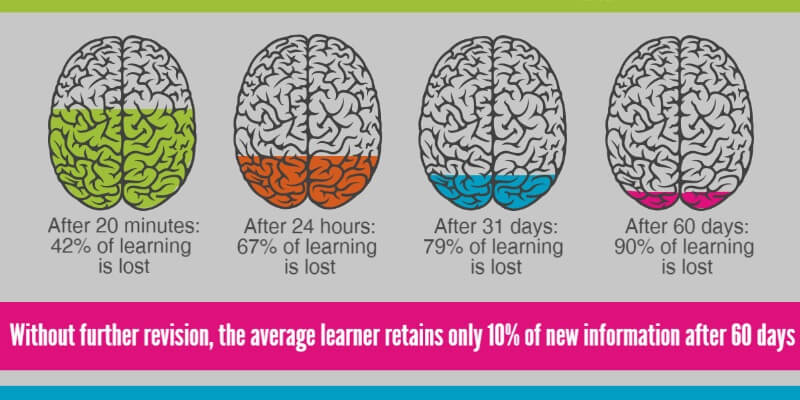 After 20 minutes:
42% of learning
is lost
After 24 hours:
67% of learning
is lost
After 31 days:
79% of learning
is lost
After 60 days:
90% of learning
is lost
Without further revision, the average learner retains only 10% of new information after 60 days